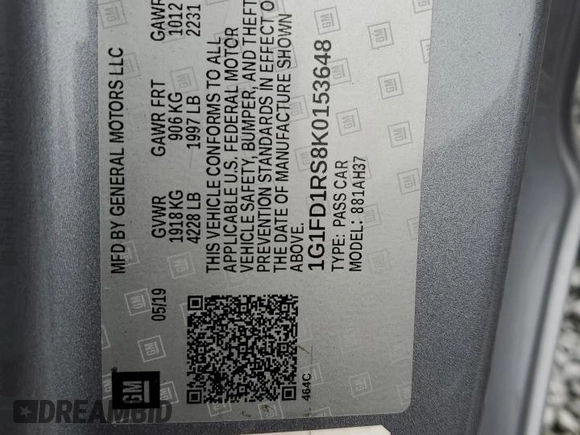 MFD BY GENERAL MOTORS LLC
05/19
GVWR GAWR FRT GAWR
1918KG 906 KG 1012
4228 LB 1997 LB 2231
THIS VEHICLE CONFORMS TO ALL
APPLICABLE U.S. FEDERAL MOTOR
VEHICLE SAFETY, BUMPER, AND THEFT
PREVENTION STANDARDS IN EFFECT O
THE DATE OF MANUFACTURE SHOWN
ABOVE.
1G1FD1RS8K0153648
TYPE: PASS CAR
MODEL: 881AH37
464C
GM
DREAMBID